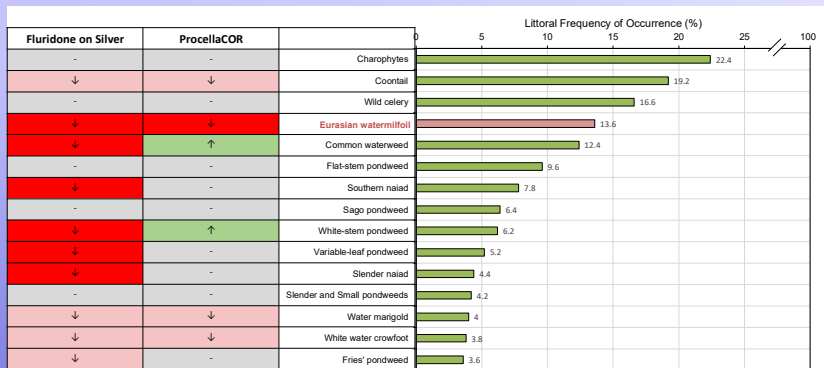 Littoral Frequency of Occurrence (%)
Fluridone on Silver ProcellaCOR 0 5 10 15 20 25 100
- - Charophytes 22.4
↓ ↓ Coontail 19.2
- - Wild celery 16.6
↓ ↓ Eurasian watermilfoil 13.6
↓ ↑ Common waterweed 12.4
- - Flat-stem pondweed 9.6
↓ - Southern naiad 7.8
- - Sago pondweed 6.4
↓ ↑ White-stem pondweed 6.2
↓ - Variable-leaf pondweed 5.2
↓ - Slender naiad 4.4
- - Slender and Small pondweeds 4.2
↓ ↓ Water marigold 4
↓ ↓ White water crowfoot 3.8
↓ - Fries' pondweed 3.6